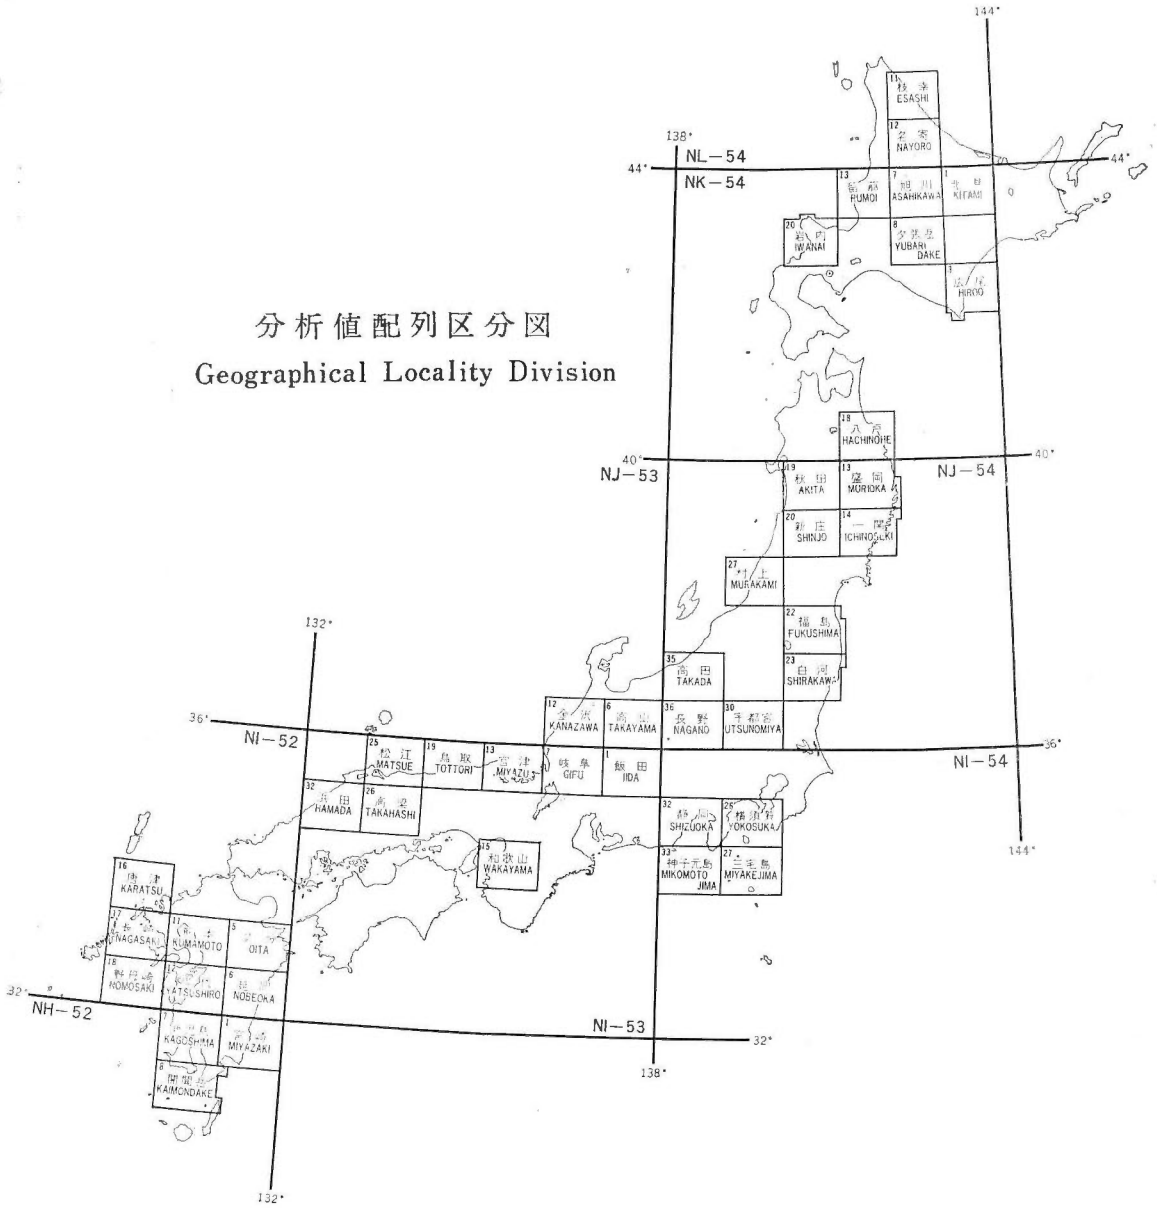 144°
11
枝幸
ESASHI
12
名寄
NAYORO
138°
44°
NL-54
44°
NK-54
13
留萠
RUMOI
7
旭川
ASAHIKAWA
1
北見
KITAMI
20
岩内
IWANAI
8
夕張岳
YUBARI
DAKE
3
広尾
HIROO
分析値配列区分図
Geographical Locality Division
18
八戸
HACHINOHE
40°
40°
NJ-53
NJ-54
19
秋田
AKITA
13
盛岡
MORIOKA
20
新庄
SHINJO
14
一関
ICHINOSEKI
27
村上
MURAKAMI
22
福島
FUKUSHIMA
132°
35
高田
TAKADA
23
白河
SHIRAKAWA
12
金沢
KANAZAWA
6
高山
TAKAYAMA
36
長野
NAGANO
30
宇都宮
UTSUNOMIYA
36°
36°
NI-52
NI-54
25
松江
MATSUE
19
鳥取
TOTTORI
13
宮津
MIYAZU
7
岐阜
GIFU
1
飯田
IIDA
32
浜田
HAMADA
26
高梁
TAKAHASHI
32
静岡
SHIZUOKA
26
横須賀
YOKOSUKA
15
和歌山
WAKAYAMA
33
神子元島
MIKOMOTO
JIMA
27
三宅島
MIYAKEJIMA
144°
16
唐津
KARATSU
17
長崎
NAGASAKI
11
熊本
KUMAMOTO
5
OITA
18
野母崎
NOMOSAKI
12
八代
YATSUSHIRO
6
延岡
NOBEOKA
32°
NH-52
NI-53
32°
7
鹿児島
KAGOSHIMA
1
宮崎
MIYAZAKI
138°
8
開聞岳
KAIMONDAKE
132°